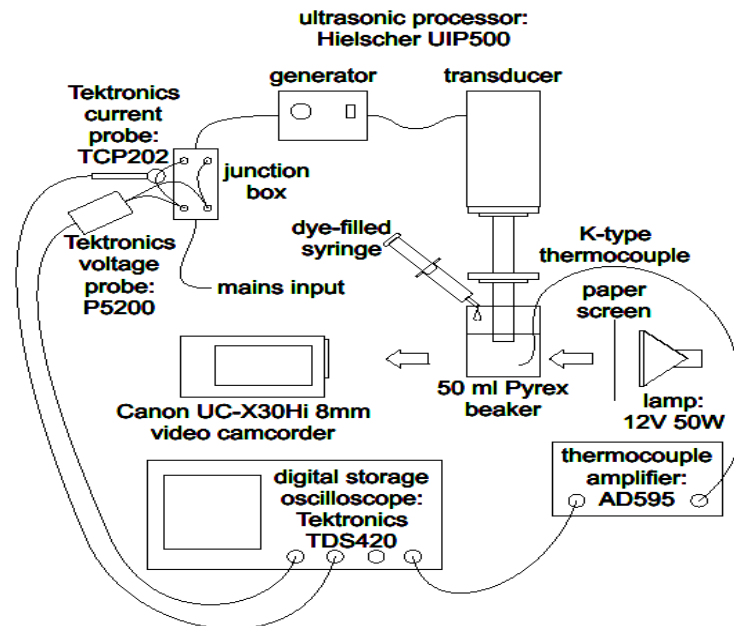 ultrasonic processor:
Hielscher UIP500
generator
transducer
Tektronics
current
probe:
TCP202
junction
box
Tektronics
voltage
probe:
P5200
mains input
dye-filled
syringe
K-type
thermocouple
paper
screen
50 ml Pyrex
beaker
lamp:
12V 50W
Canon UC-X30Hi 8mm
video camcorder
digital storage
oscilloscope:
Tektronics
TDS420
thermocouple
amplifier:
AD595